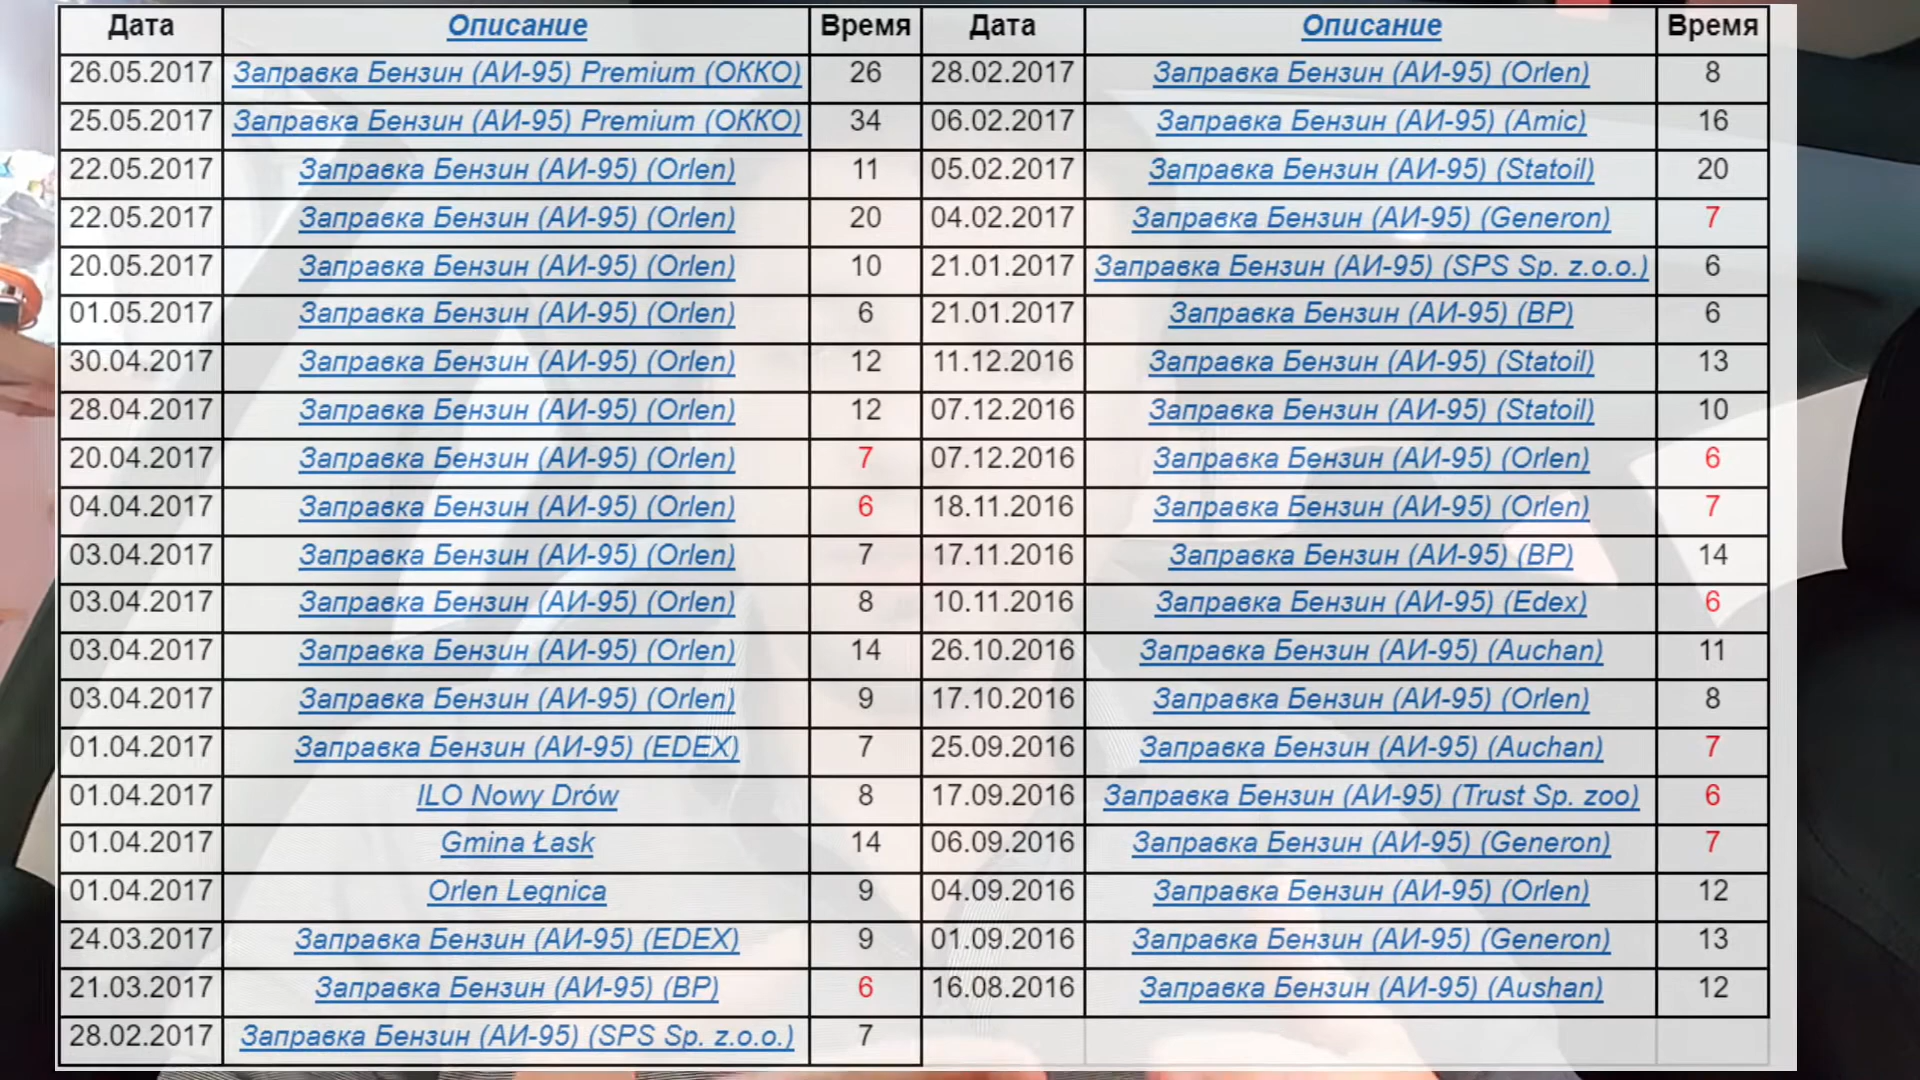 Дата Описание Время Дата Описание Время
26.05.2017 Заправка Бензин (АИ-95) Premium (ОККО) 26 28.02.2017 Заправка Бензин (АИ-95) (Orlen) 8
25.05.2017 Заправка Бензин (АИ-95) Premium (ОККО) 34 06.02.2017 Заправка Бензин (АИ-95) (Amic) 16
22.05.2017 Заправка Бензин (АИ-95) (Orlen) 11 05.02.2017 Заправка Бензин (АИ-95) (Statoil) 20
22.05.2017 Заправка Бензин (АИ-95) (Orlen) 20 04.02.2017 Заправка Бензин (АИ-95) (Generon) 7
20.05.2017 Заправка Бензин (АИ-95) (Orlen) 10 21.01.2017 Заправка Бензин (АИ-95) (SPS Sp. z.o.o.) 6
01.05.2017 Заправка Бензин (АИ-95) (Orlen) 6 21.01.2017 Заправка Бензин (АИ-95) (BP) 6
30.04.2017 Заправка Бензин (АИ-95) (Orlen) 12 11.12.2016 Заправка Бензин (АИ-95) (Statoil) 13
28.04.2017 Заправка Бензин (АИ-95) (Orlen) 12 07.12.2016 Заправка Бензин (АИ-95) (Statoil) 10
20.04.2017 Заправка Бензин (АИ-95) (Orlen) 7 07.12.2016 Заправка Бензин (АИ-95) (Orlen) 6
04.04.2017 Заправка Бензин (АИ-95) (Orlen) 6 18.11.2016 Заправка Бензин (АИ-95) (Orlen) 7
03.04.2017 Заправка Бензин (АИ-95) (Orlen) 7 17.11.2016 Заправка Бензин (АИ-95) (BP) 14
03.04.2017 Заправка Бензин (АИ-95) (Orlen) 8 10.11.2016 Заправка Бензин (АИ-95) (Edex) 6
03.04.2017 Заправка Бензин (АИ-95) (Orlen) 14 26.10.2016 Заправка Бензин (АИ-95) (Auchan) 11
03.04.2017 Заправка Бензин (АИ-95) (Orlen) 9 17.10.2016 Заправка Бензин (АИ-95) (Orlen) 8
01.04.2017 Заправка Бензин (АИ-95) (EDEX) 7 25.09.2016 Заправка Бензин (АИ-95) (Auchan) 7
01.04.2017 ILO Nowy Drów 8 17.09.2016 Заправка Бензин (АИ-95) (Trust Sp. zoo) 6
01.04.2017 Gmina Łask 14 06.09.2016 Заправка Бензин (АИ-95) (Generon) 7
01.04.2017 Orlen Legnica 9 04.09.2016 Заправка Бензин (АИ-95) (Orlen) 12
24.03.2017 Заправка Бензин (АИ-95) (EDEX) 9 01.09.2016 Заправка Бензин (АИ-95) (Generon) 13
21.03.2017 Заправка Бензин (АИ-95) (BP) 6 16.08.2016 Заправка Бензин (АИ-95) (Aushan) 12
28.02.2017 Заправка Бензин (АИ-95) (SPS Sp. z.o.o.) 7